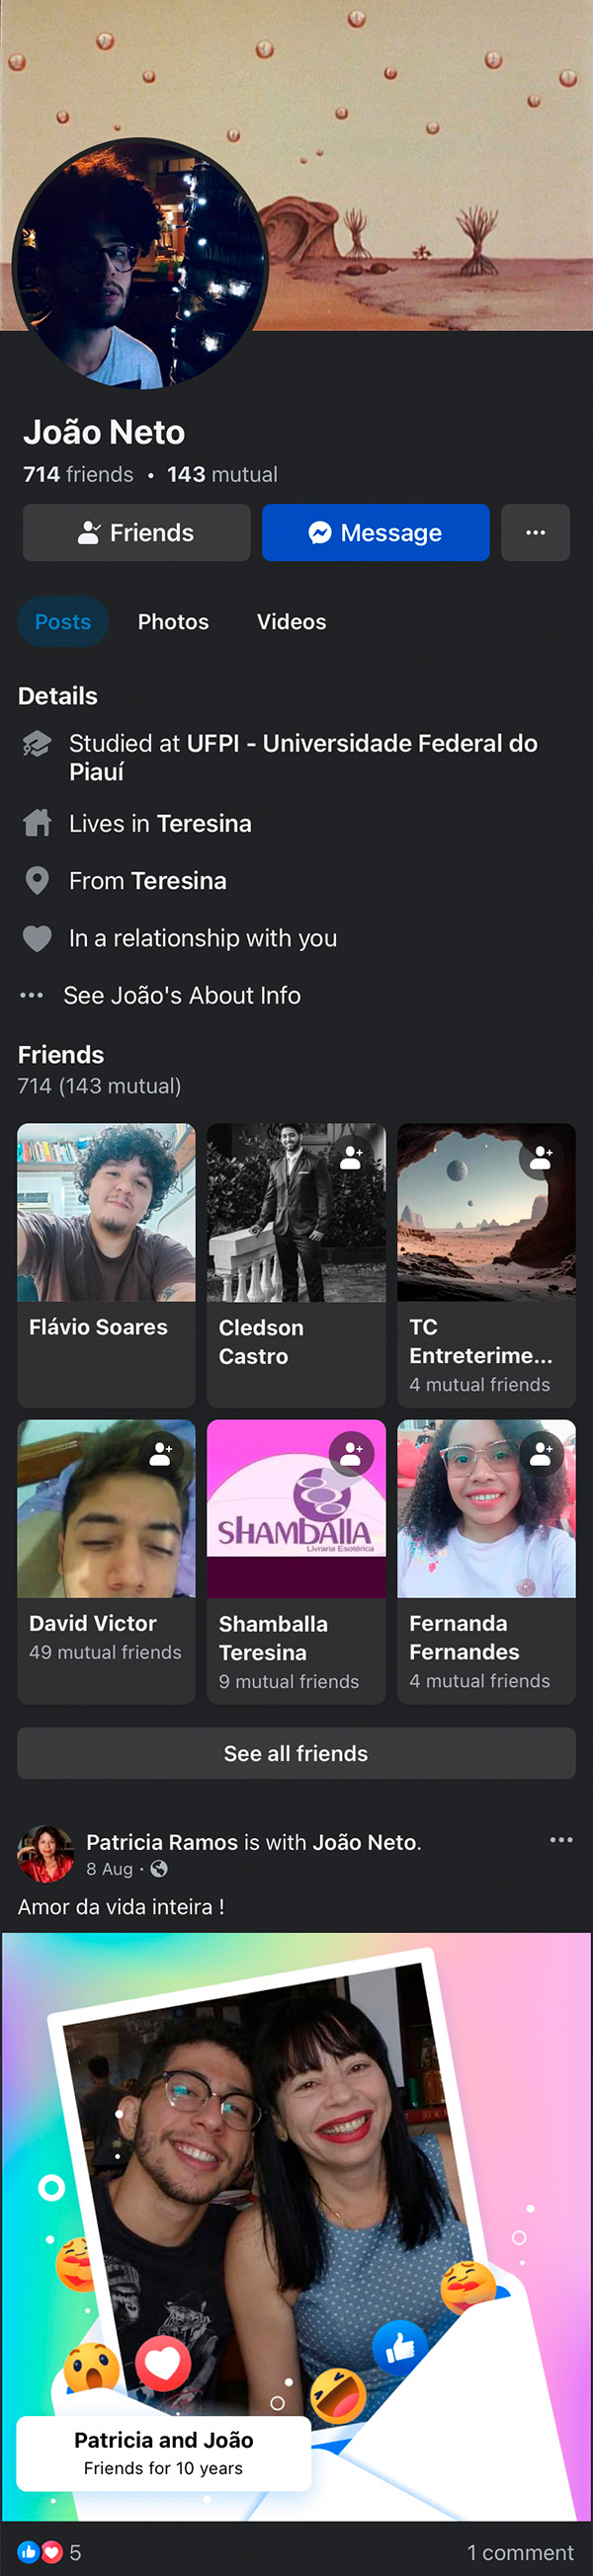 João Neto
714 friends • 143 mutual
Friends
Message
Posts
Photos
Videos
Details
Studied at UFPI - Universidade Federal do
Piauí
Lives in Teresina
From Teresina
In a relationship with you
See João's About Info
Friends
714 (143 mutual)
Flávio Soares
Cledson
Castro
TC
Entreterime...
4 mutual friends
SHAMBALLA
Livraria Esotérica
David Victor
49 mutual friends
Shamballa
Teresina
9 mutual friends
Fernanda
Fernandes
4 mutual friends
See all friends
Patricia Ramos is with João Neto.
8 Aug ·
Amor da vida inteira !
Patricia and João
Friends for 10 years
5
1 comment